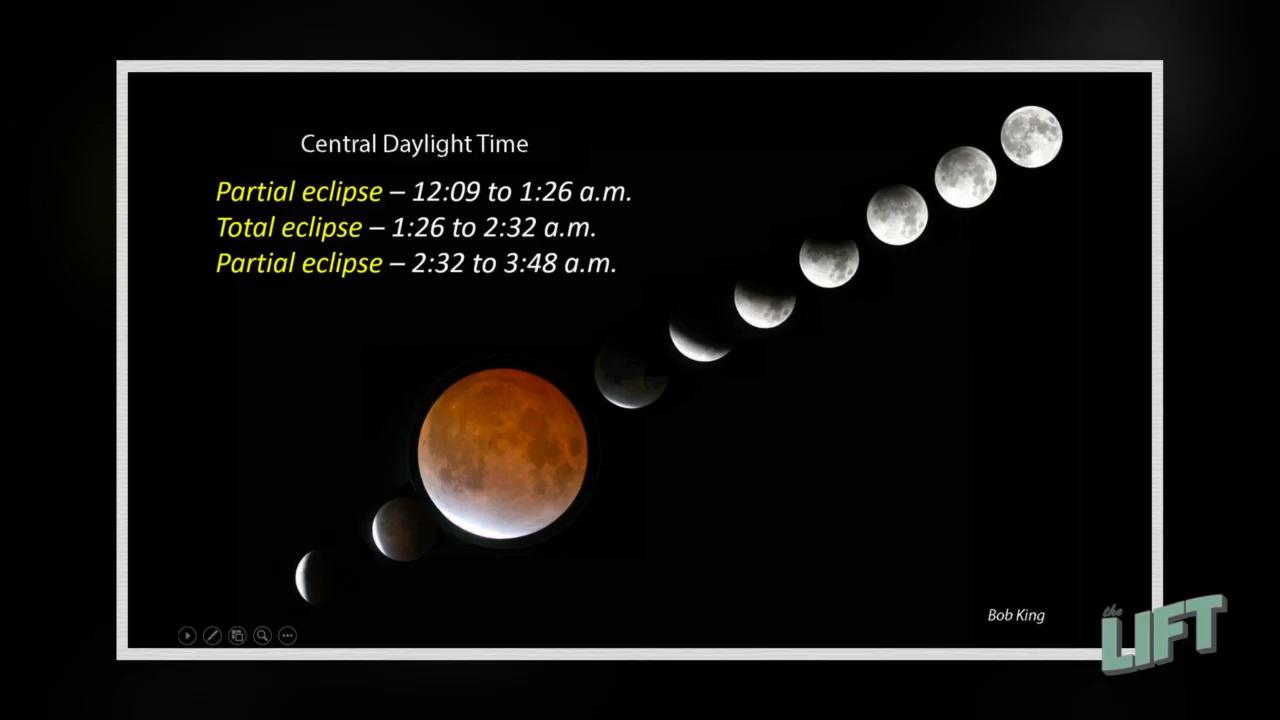 Central Daylight Time
Partial eclipse – 12:09 to 1:26 a.m.
Total eclipse – 1:26 to 2:32 a.m.
Partial eclipse – 2:32 to 3:48 a.m.
Bob King
the
LIFT